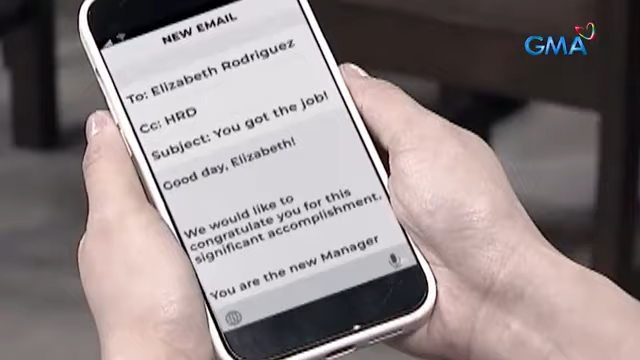 GMA
NEW EMAIL
To: Elizabeth Rodriguez
Cc: HRD
Subject: You got the job!
Good day, Elizabeth!
We would like to
congratulate you for this
significant accomplishment.
You are the new Manager